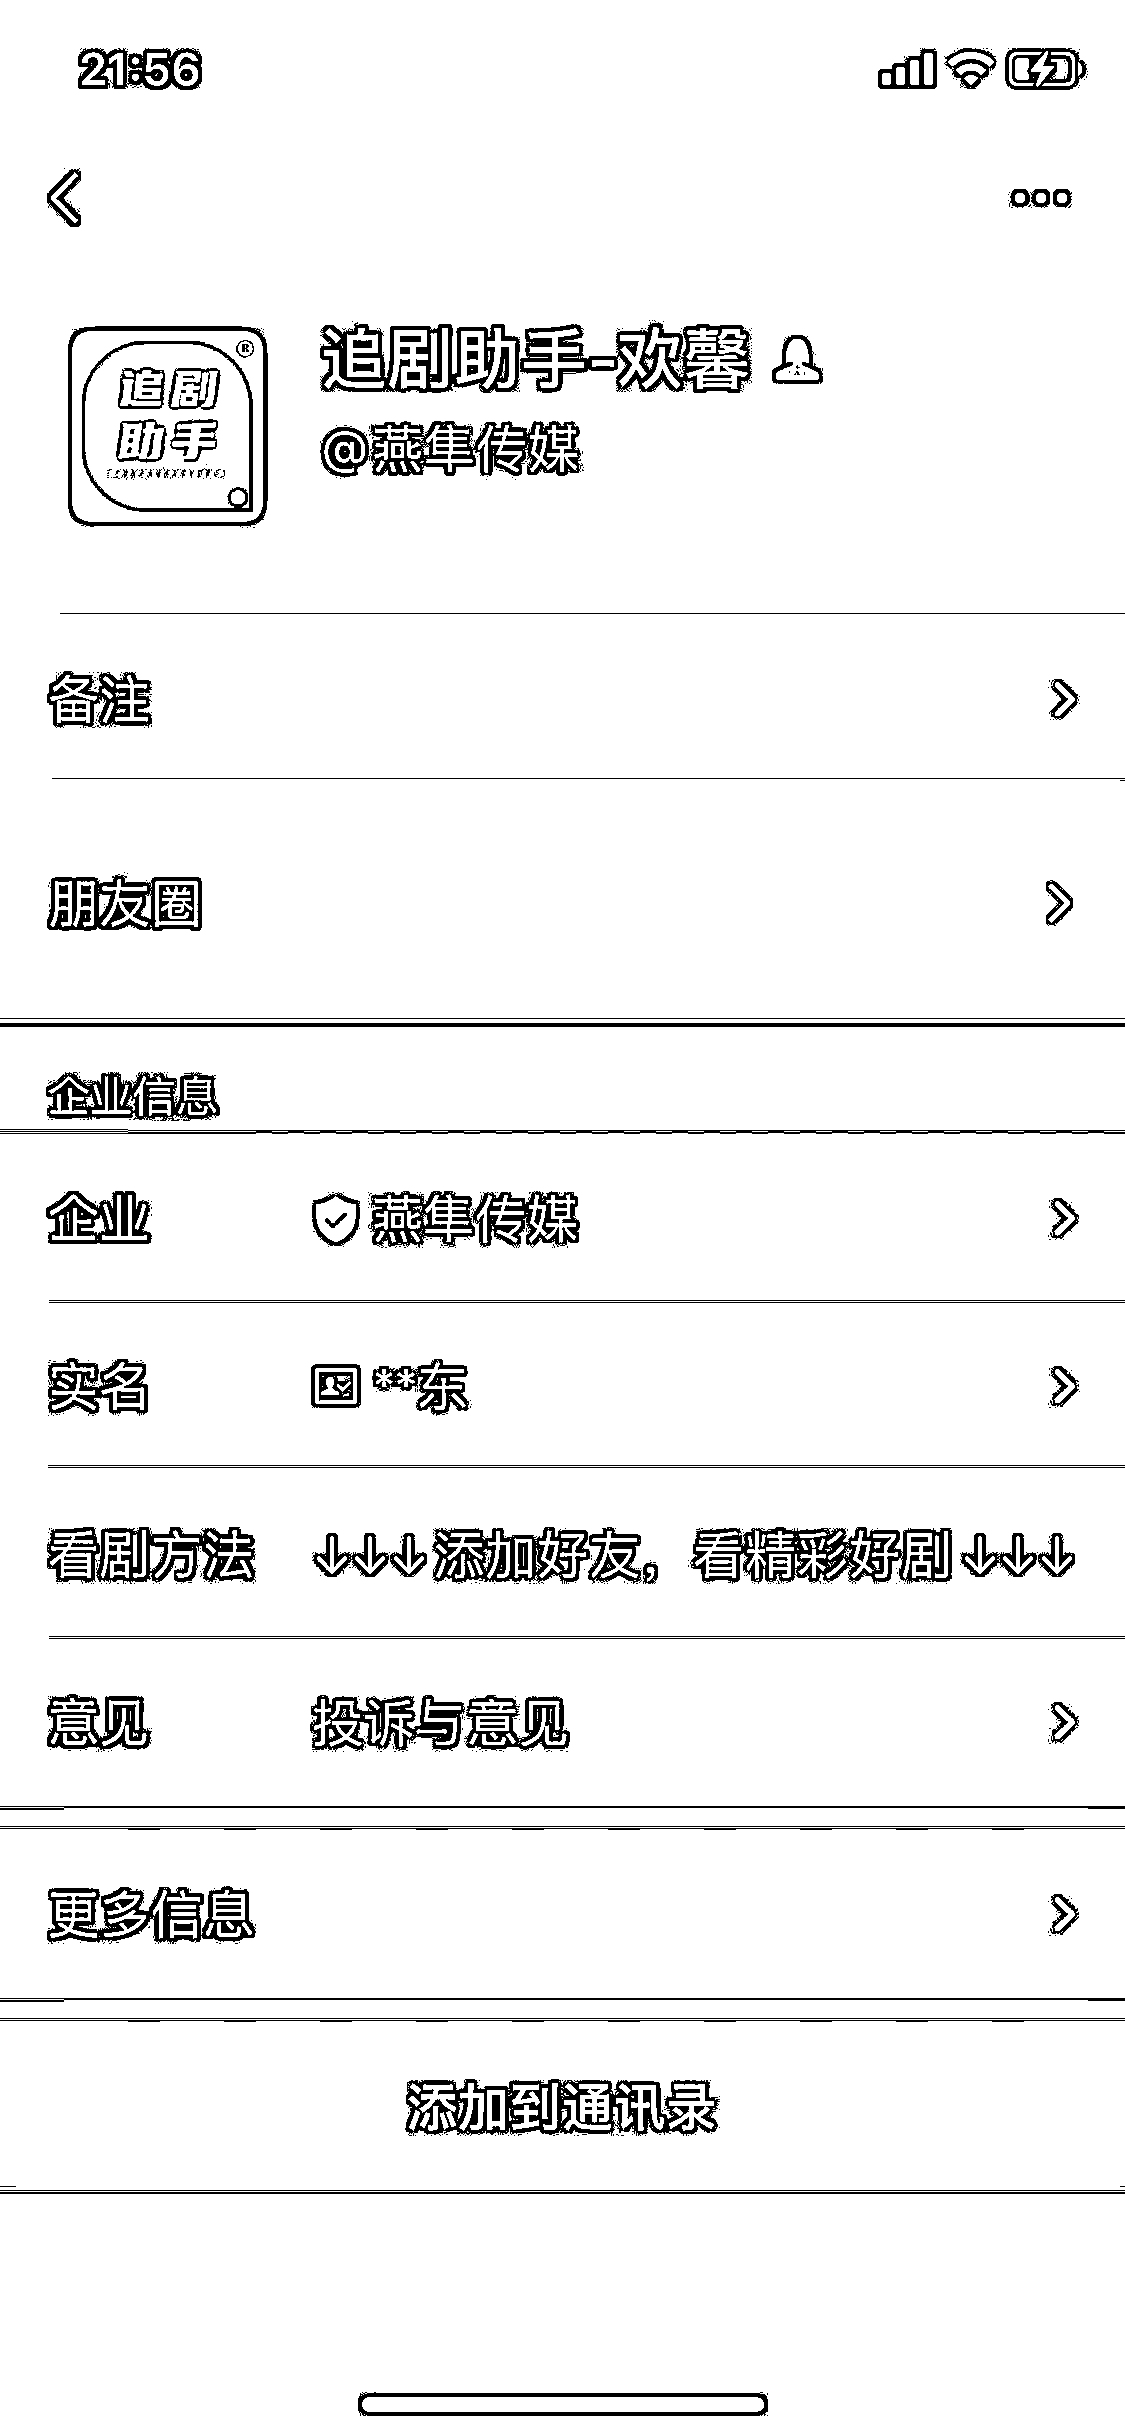 21:56
追剧助手-欢馨
@燕隼传媒
®
追剧
助手
备注
朋友圈
企业信息
企业 燕隼传媒
实名 **东
看剧方法 ↓↓↓添加好友，看精彩好剧↓↓↓
意见 投诉与意见
更多信息
添加到通讯录